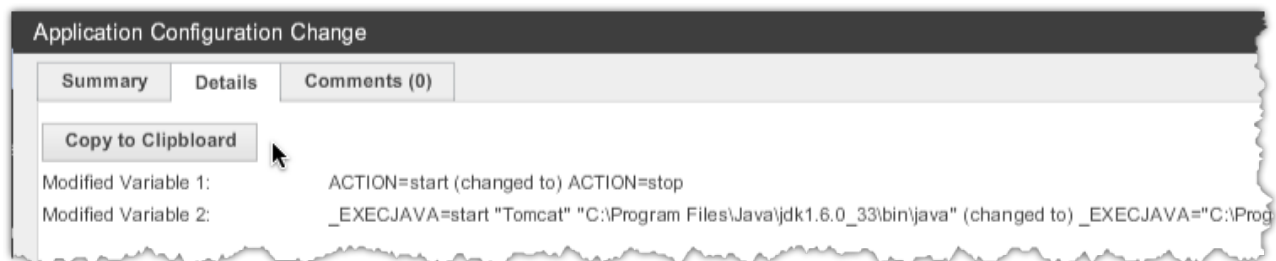 Application Configuration Change
Summary Details Comments (0)
Copy to Clipbloard
Modified Variable 1: ACTION=start (changed to) ACTION=stop
Modified Variable 2: _EXECJAVA=start "Tomcat" "C:\Program Files\Java\jdk1.6.0_33\bin\java" (changed to) _EXECJAVA="C:\Prog